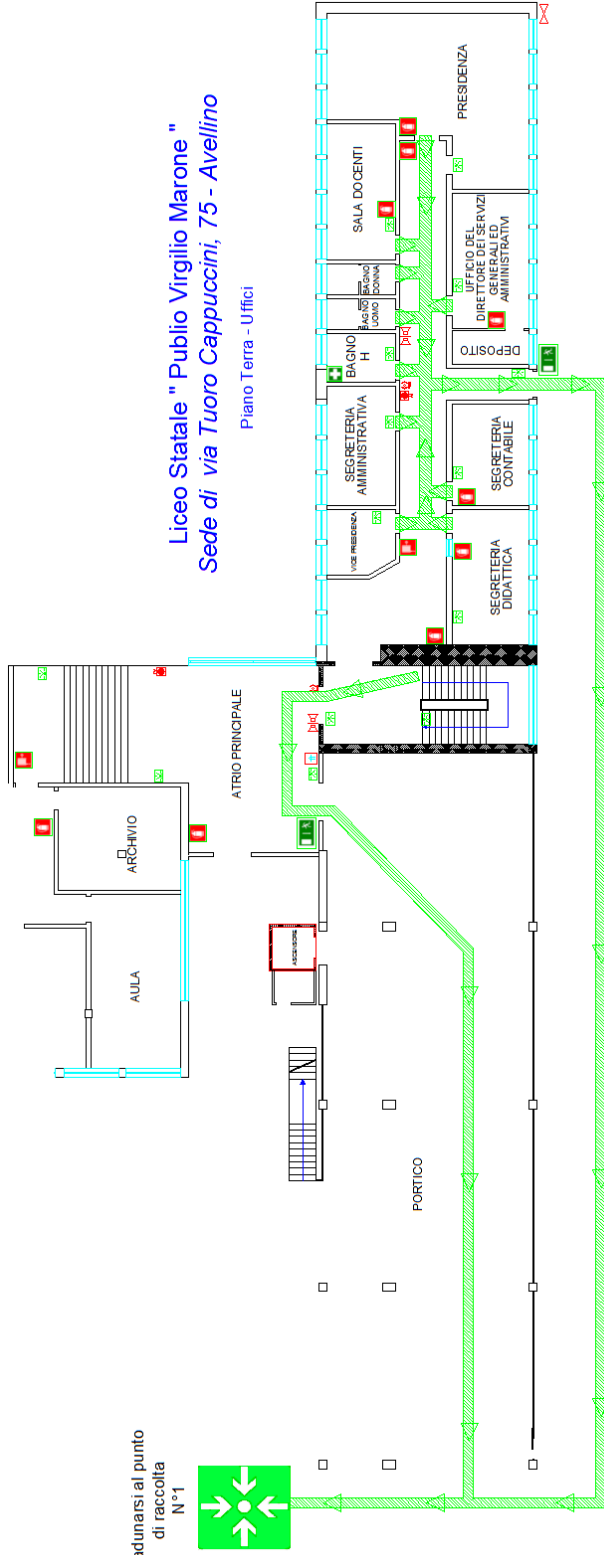 Liceo Statale " Publio Virgilio Marone "
Sede di via Tuoro Cappuccini, 75 - Avellino
Piano Terra - Uffici
PRESIDENZA
SALA DOCENTI
UFFICIO DEL
DIRETTORE DEI SERVIZI
GENERALI ED
AMMINISTRATIVI
BAGNO
DONNA
BAGNO
UOMO
BAGNO
H
DEPOSITO
SEGRETERIA
AMMINISTRATIVA
SEGRETERIA
CONTABILE
VICE PRESIDENZA
SEGRETERIA
DIDATTICA
ATRIO PRINCIPALE
ARCHIVIO
AULA
ASCENSORE
PORTICO
adunarsi al punto
di raccolta
N°1